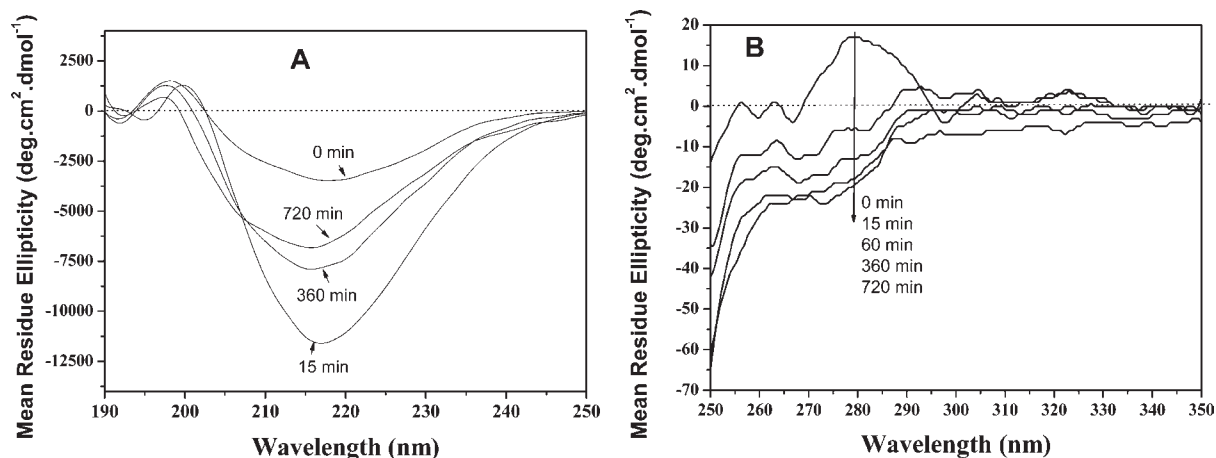 A
Mean Residue Ellipticity (deg.cm².dmol⁻¹)
2500
0
-2500
-5000
-7500
-10000
-12500
0 min
720 min
360 min
15 min
190 200 210 220 230 240 250
Wavelength (nm)
B
Mean Residue Ellipticity (deg.cm².dmol⁻¹)
20
10
0
-10
-20
-30
-40
-50
-60
-70
0 min
15 min
60 min
360 min
720 min
250 260 270 280 290 300 310 320 330 340 350
Wavelength (nm)